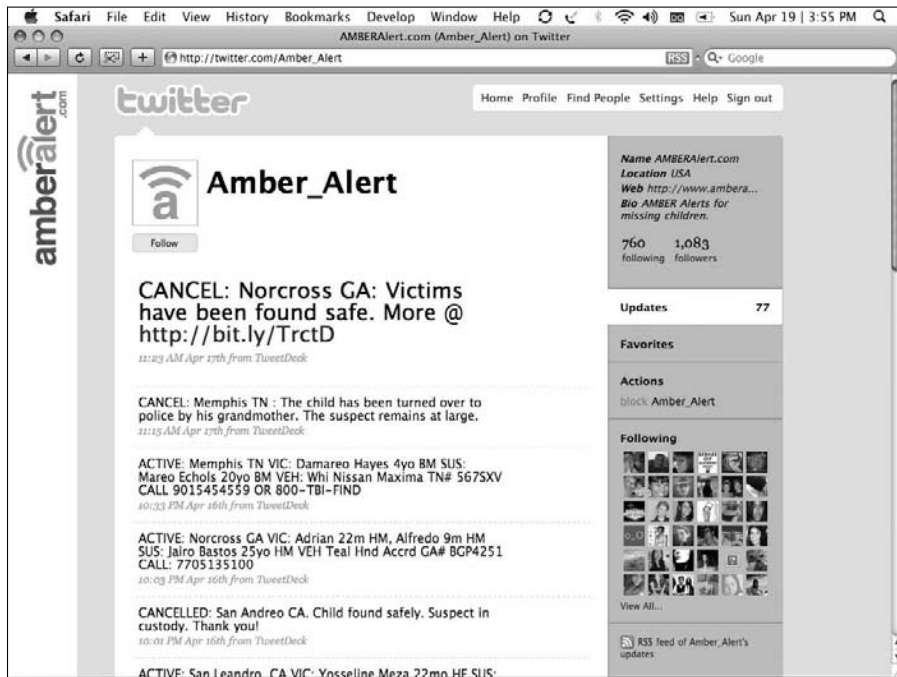 Safari File Edit View History Bookmarks Develop Window Help Sun Apr 19 | 3:55 PM
AMBERAlert.com (Amber_Alert) on Twitter
http://twitter.com/Amber_Alert
RSS
Google
amberalert.com
twitter
Home Profile Find People Settings Help Sign out
a
Amber_Alert
Follow
CANCEL: Norcross GA: Victims
have been found safe. More @
http://bit.ly/TrctD
11:23 AM Apr 17th from TweetDeck
CANCEL: Memphis TN : The child has been turned over to
police by his grandmother. The suspect remains at large.
11:15 AM Apr 17th from TweetDeck
ACTIVE: Memphis TN VIC: Damareo Hayes 4yo BM SUS:
Mareo Echols 20yo BM VEH: Whi Nissan Maxima TN# 567SXV
CALL 9015454559 OR 800-TBI-FIND
10:33 PM Apr 16th from TweetDeck
ACTIVE: Norcross GA VIC: Adrian 22m HM, Alfredo 9m HM
SUS: Jairo Bastos 25yo HM VEH Teal Hnd Accrd GA# BGP4251
CALL: 7705135100
10:03 PM Apr 16th from TweetDeck
CANCELLED: San Andreo CA. Child found safely. Suspect in
custody. Thank you!
10:01 PM Apr 16th from TweetDeck
ACTIVE: San Leandro, CA VIC: Yosseline Meza 22mo HF SUS:
Name AMBERAlert.com
Location USA
Web http://www.ambera...
Bio AMBER Alerts for
missing children.
760 1,083
following followers
Updates 77
Favorites
Actions
block Amber_Alert
Following
View All...
RSS feed of Amber_Alert's
updates